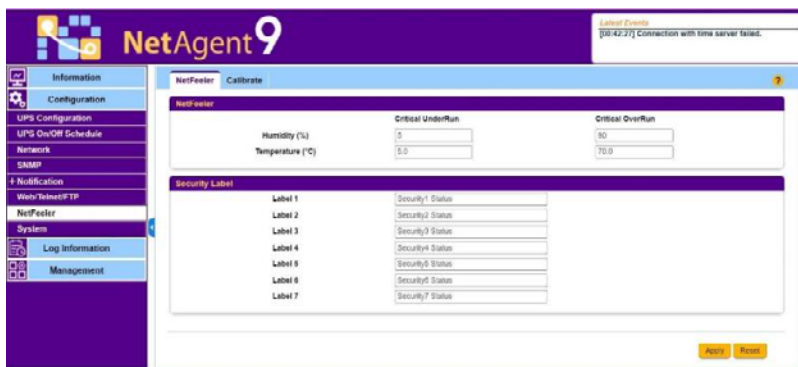 NetAgent 9
Latest Events
[00:42:27] Connection with time server failed.
Information
Configuration
UPS Configuration
UPS On/Off Schedule
Network
SNMP
+ Notification
Web/Telnet/FTP
NetFeeler
System
Log Information
Management
NetFeeler Calibrate
?
NetFeeler
Critical UnderRun Critical OverRun
Humidity (%) 5 90
Temperature (°C) 5.0 70.0
Security Label
Label 1 Security1 Status
Label 2 Security2 Status
Label 3 Security3 Status
Label 4 Security4 Status
Label 5 Security5 Status
Label 6 Security6 Status
Label 7 Security7 Status
Apply Reset